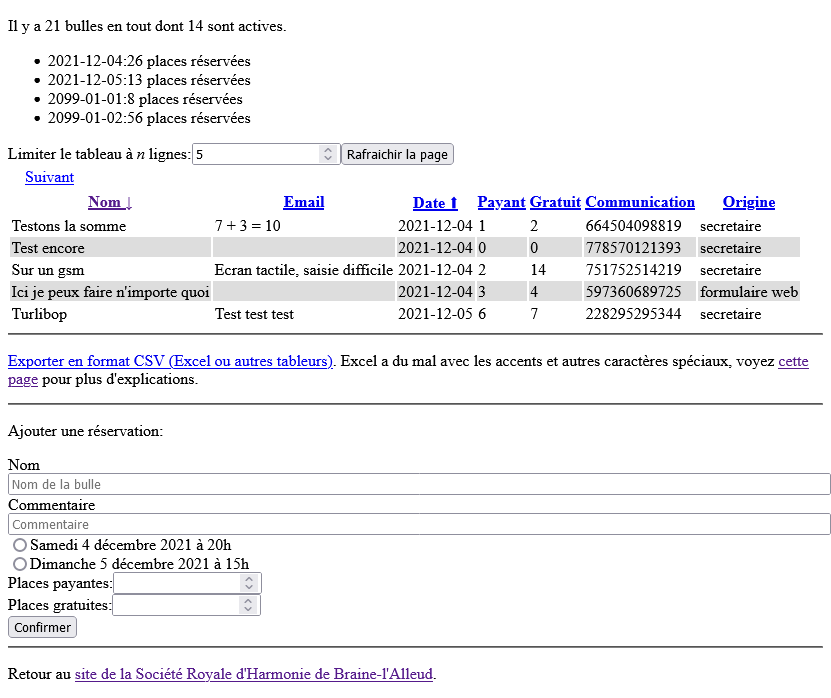 Il y a 21 bulles en tout dont 14 sont actives.
2021-12-04:26 places réservées
2021-12-05:13 places réservées
2099-01-01:8 places réservées
2099-01-02:56 places réservées
Limiter le tableau à n lignes: 5 Rafraichir la page
Suivant
Nom ↓ Email Date ⬆ Payant Gratuit Communication Origine
Testons la somme 7 + 3 = 10 2021-12-04 1 2 664504098819 secretaire
Test encore 2021-12-04 0 0 778570121393 secretaire
Sur un gsm Ecran tactile, saisie difficile 2021-12-04 2 14 751752514219 secretaire
Ici je peux faire n'importe quoi 2021-12-04 3 4 597360689725 formulaire web
Turlibop Test test test 2021-12-05 6 7 228295295344 secretaire
Exporter en format CSV (Excel ou autres tableurs). Excel a du mal avec les accents et autres caractères spéciaux, voyez cette
page pour plus d'explications.
Ajouter une réservation:
Nom
Nom de la bulle
Commentaire
Commentaire
Samedi 4 décembre 2021 à 20h
Dimanche 5 décembre 2021 à 15h
Places payantes:
Places gratuites:
Confirmer
Retour au site de la Société Royale d'Harmonie de Braine-l'Alleud.